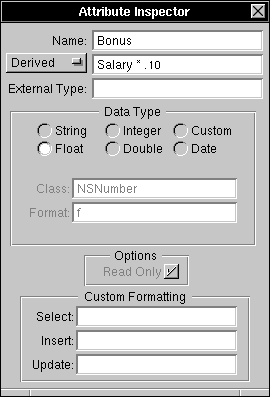 Attribute Inspector
Name: Bonus
Derived Salary * .10
External Type:
Data Type
String Integer Custom
Float Double Date
Class: NSNumber
Format: f
Options
Read Only
Custom Formatting
Select:
Insert:
Update: